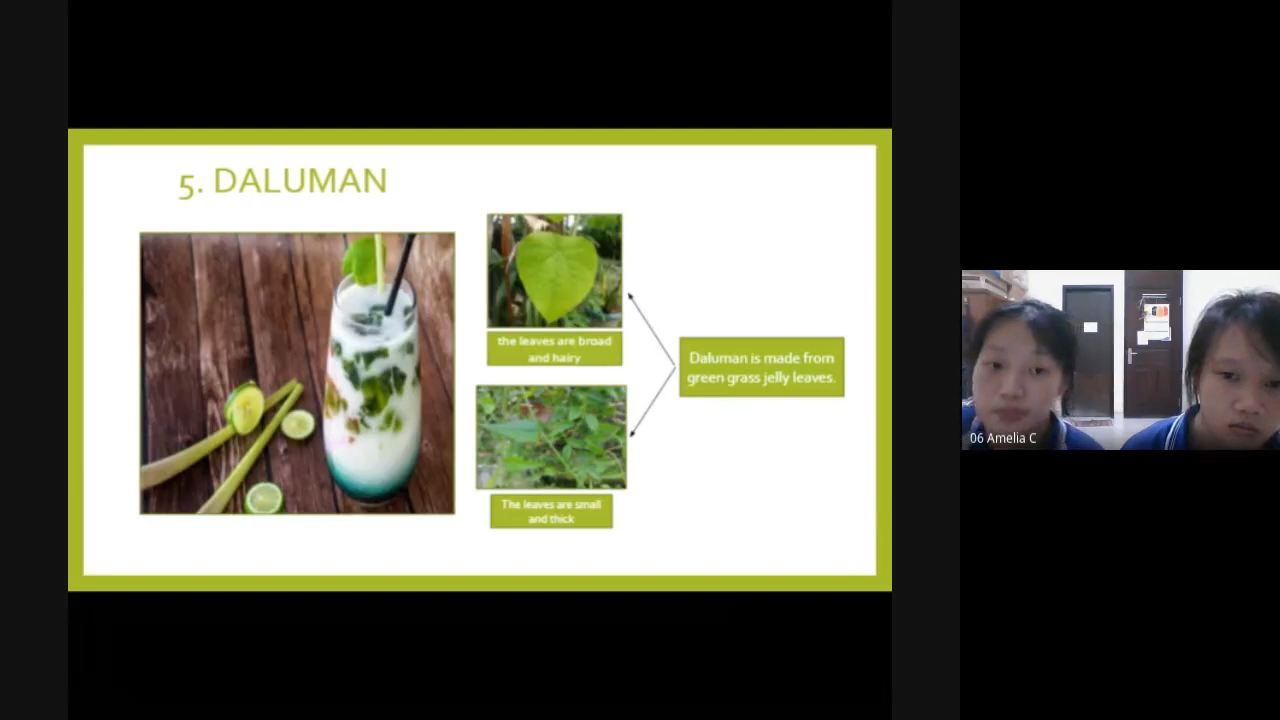 5. DALUMAN
the leaves are broad
and hairy
Daluman is made from
green grass jelly leaves.
The leaves are small
and thick
06 Amelia C